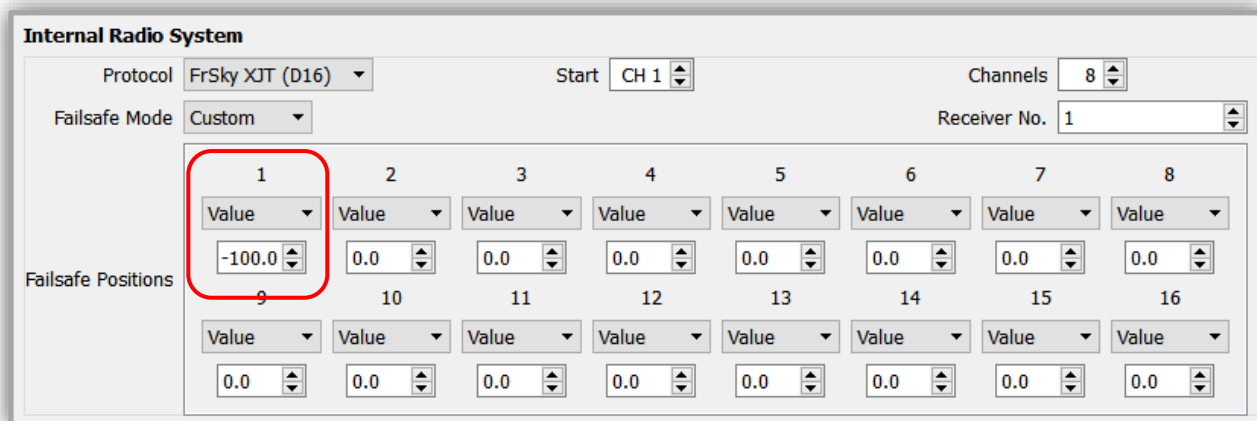 Internal Radio System
Protocol FrSky XJT (D16) Start CH 1 Channels 8
Failsafe Mode Custom Receiver No. 1
1 2 3 4 5 6 7 8
Value Value Value Value Value Value Value Value
-100.0 0.0 0.0 0.0 0.0 0.0 0.0 0.0
Failsafe Positions
9 10 11 12 13 14 15 16
Value Value Value Value Value Value Value Value
0.0 0.0 0.0 0.0 0.0 0.0 0.0 0.0